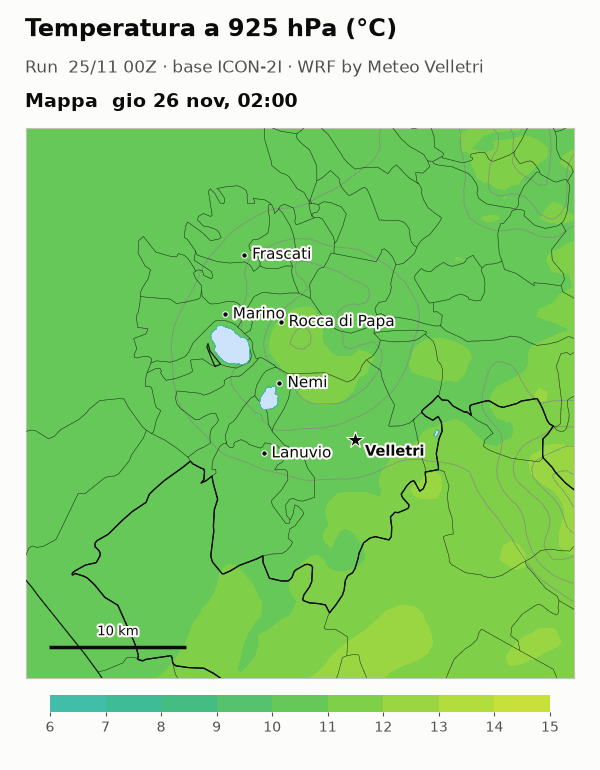 Temperatura a 925 hPa (°C)
Run  25/11 00Z · base ICON-2I · WRF by Meteo Velletri
Mappa  gio 26 nov, 02:00
Frascati
Marino
Rocca di Papa
Nemi
Velletri
Lanuvio
10 km
6 7 8 9 10 11 12 13 14 15